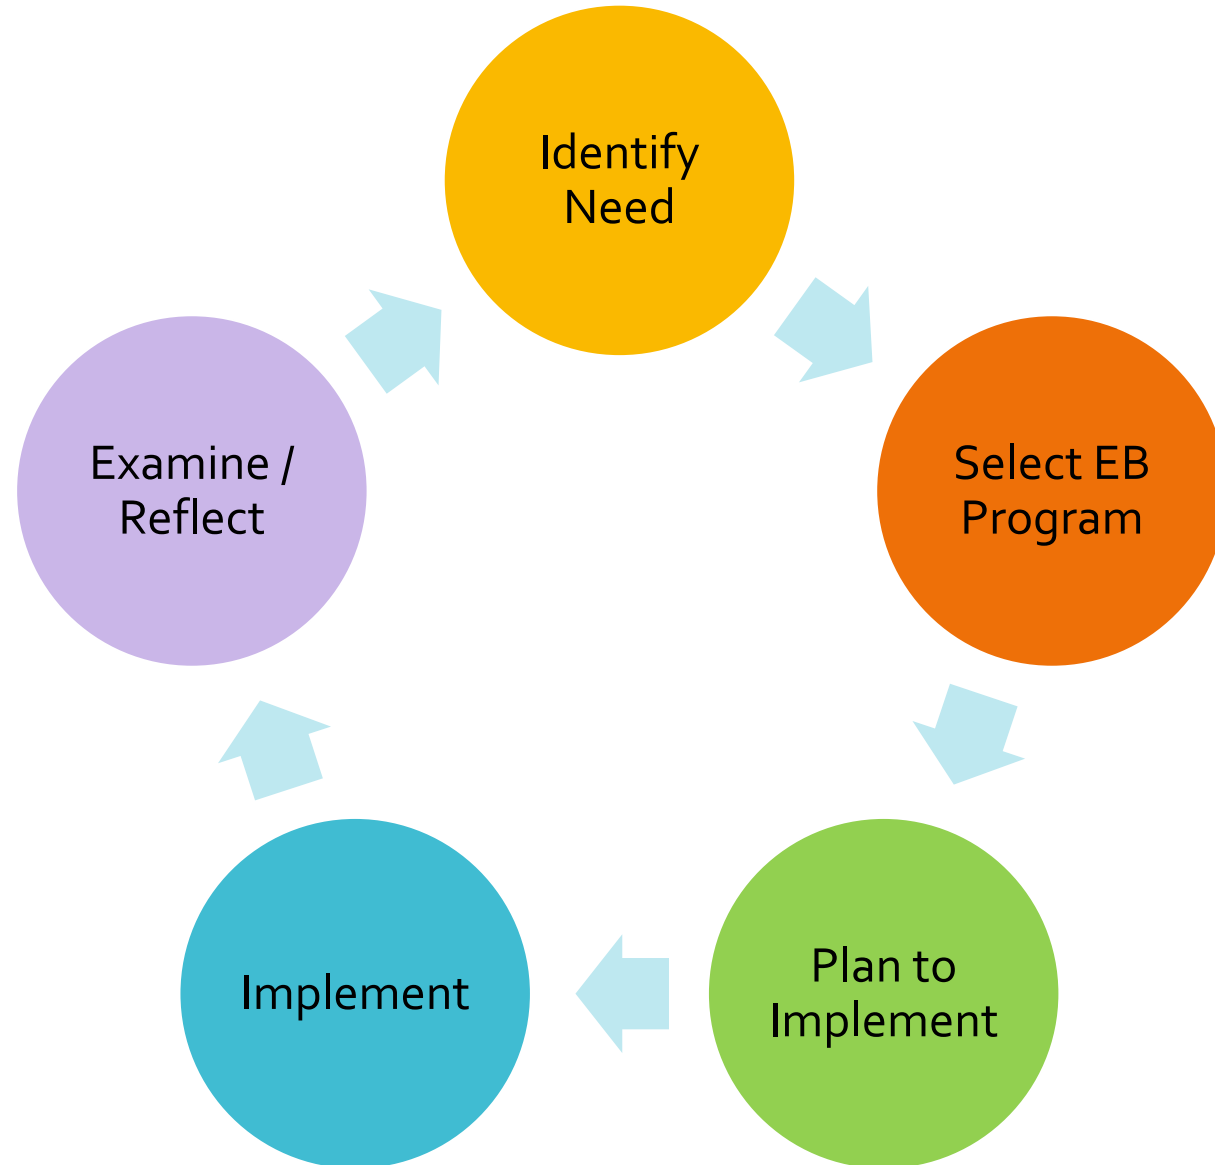 Identify
Need
Select EB
Program
Plan to
Implement
Implement
Examine /
Reflect